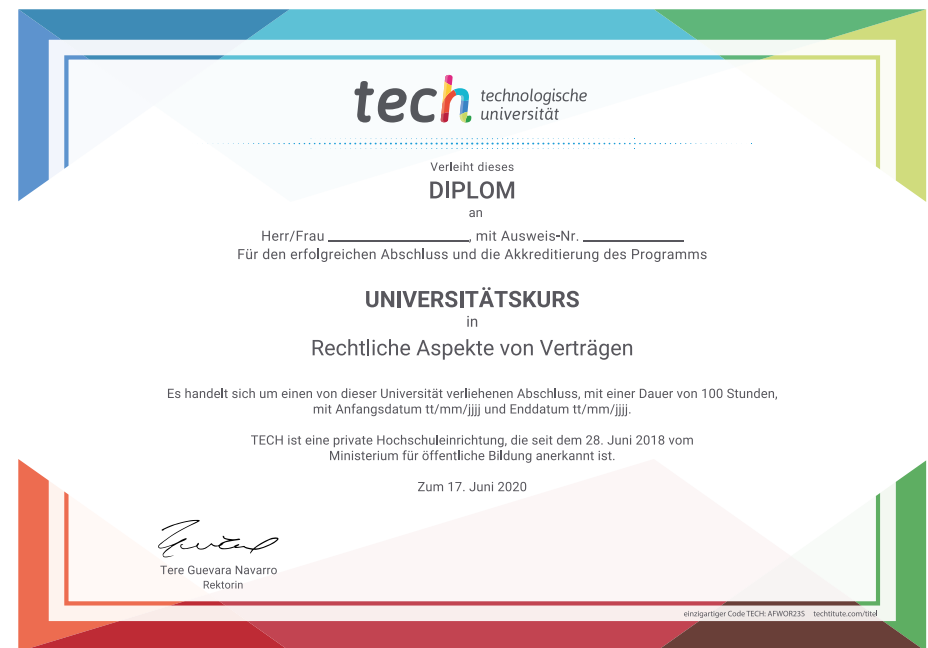 tech technologische
universität
Verleiht dieses
DIPLOM
an
Herr/Frau ____________________, mit Ausweis-Nr. ______________
Für den erfolgreichen Abschluss und die Akkreditierung des Programms
UNIVERSITÄTSKURS
in
Rechtliche Aspekte von Verträgen
Es handelt sich um einen von dieser Universität verliehenen Abschluss, mit einer Dauer von 100 Stunden,
mit Anfangsdatum tt/mm/jjjj und Enddatum tt/mm/jjjj.
TECH ist eine private Hochschuleinrichtung, die seit dem 28. Juni 2018 vom
Ministerium für öffentliche Bildung anerkannt ist.
Zum 17. Juni 2020
Tere Guevara Navarro
Rektorin
einzigartiger Code TECH: AFWOR23S techtitute.com/titel